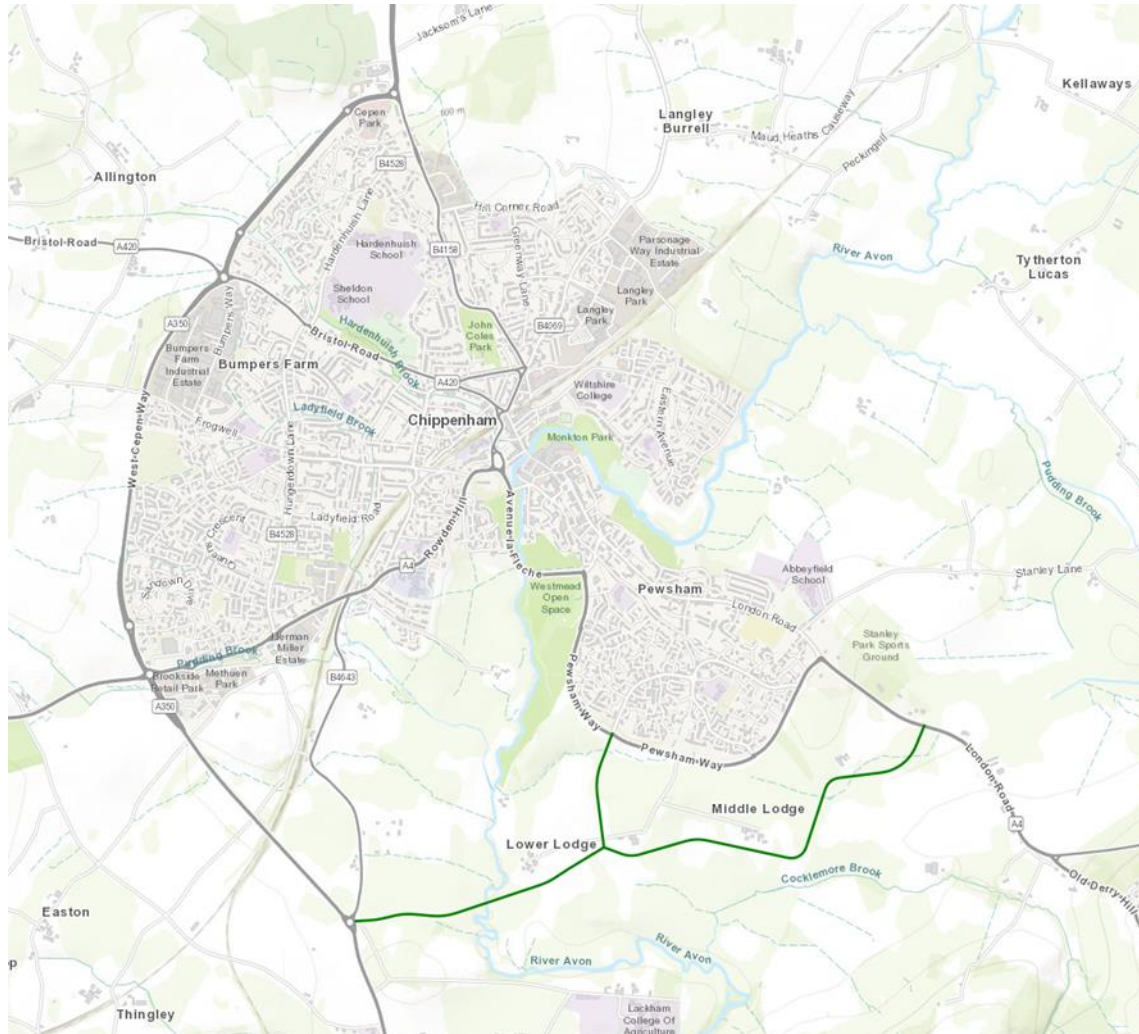 Jacksom's Lane
Kellaways
Cepen
Park
100 m
Langley
Burrell
Maud Heaths Causeway
Peckingell
B4528
Allington
Hardenhuish Lane
Hill Corner Road
Greenway Lane
Bristol-Road
A420
Hardenhuish
School
B4158
Parsonage
Way Industrial
Estate
River Avon
Tytherton
Lucas
Sheldon
School
Langley
Park
Langley
Park
A350
Bumpers-Way
Hardenhuish Brook
John
Coles
Park
B4069
Bristol-Road
Bumpers
Farm
Industrial
Estate
Bumpers Farm
A420
Wiltshire
College
Eastern-Avenue
Ladyfield Brook
Chippenham
Frogwell
Hungerdown Lane
Monkton Park
West-Cepen-Way
Pudding Brook
Ladyfield Road
Rowden-Hill
Avenue-la-Fleche
Queens
Crescent
B4528
A4
Abbeyfield
School
Stanley Lane
Sandown Drive
Westmead
Open
Space
Pewsham
London Road
Herman
Miller
Estate
Stanley
Park Sports
Ground
Pudding Brook
Brookside
Retail Park
Methuen
Park
B4643
Pewsham-Way
A350
Pewsham-Way
London-Road
Middle Lodge
A4
Lower Lodge
Cocklemore Brook
Old-Derry-Hill
Easton
River Avon
River Avon
op
Thingley
Lackham
College Of
Agriculture